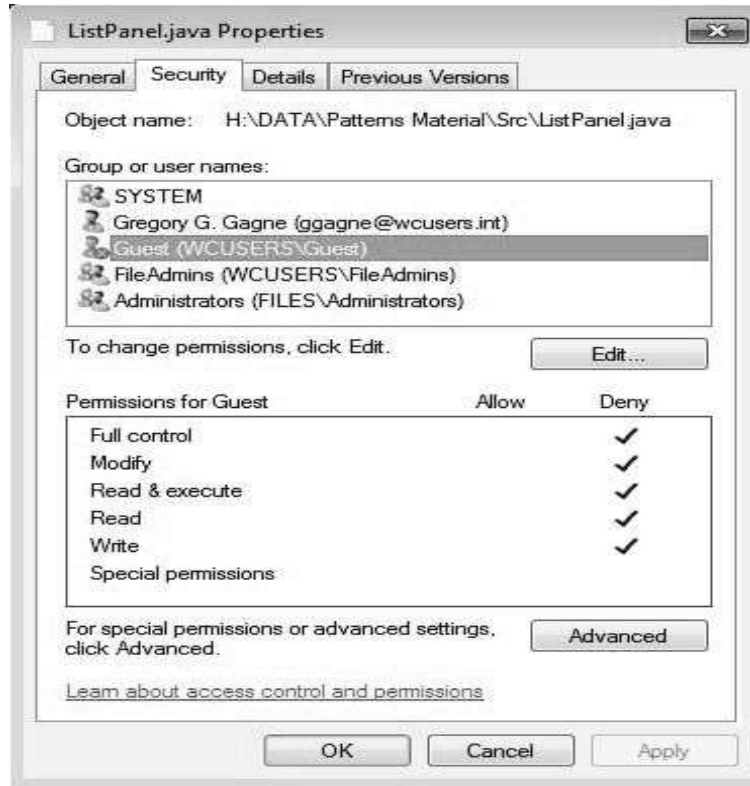 ListPanel.java Properties
General Security Details Previous Versions
Object name: H:\DATA\Patterns Material\Src\ListPanel.java
Group or user names:
SYSTEM
Gregory G. Gagne (ggagne@wcusers.int)
Guest (WCUSERS\Guest)
FileAdmins (WCUSERS\FileAdmins)
Administrators (FILES\Administrators)
To change permissions, click Edit.
Edit...
Permissions for Guest Allow Deny
Full control
Modify
Read & execute
Read
Write
Special permissions
For special permissions or advanced settings,
click Advanced.
Advanced
Learn about access control and permissions
OK Cancel Apply